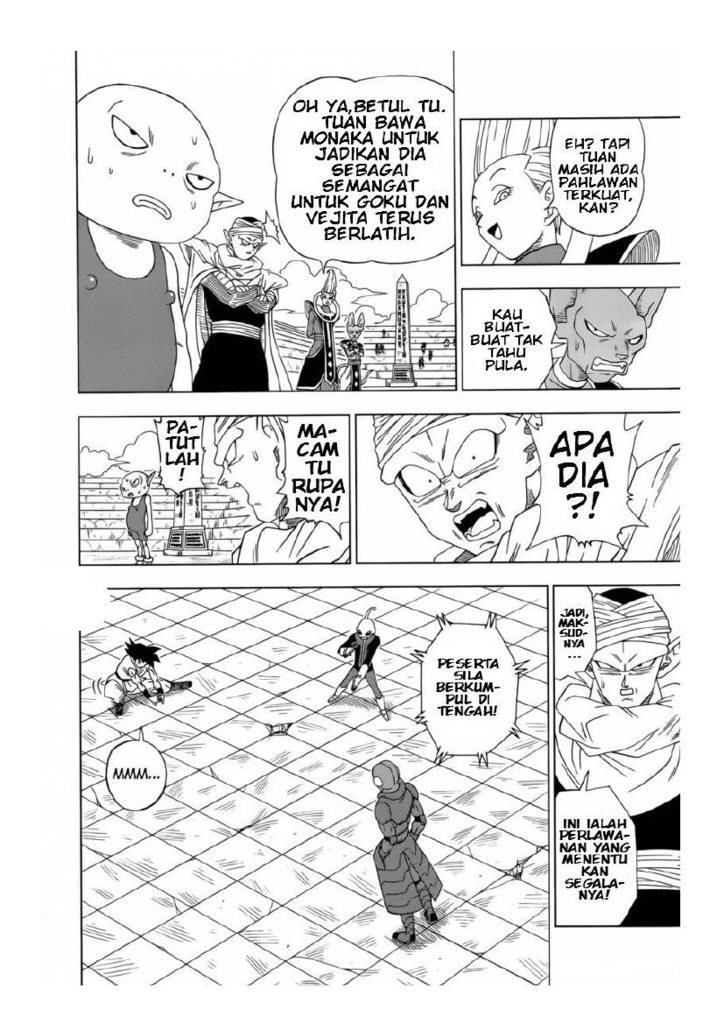 EH? TAPI
TUAN
MASIH ADA
PAHLAWAN
TERKUAT,
KAN?
KAU
BUAT-
BUAT TAK
TAHU
PULA.
OH YA,BETUL TU.
TUAN BAWA
MONAKA UNTUK
JADIKAN DIA
SEBAGAI
SEMANGAT
UNTUK GOKU DAN
VEJITA TERUS
BERLATIH.
APA
DIA
?!
MA-
CAM
TU
RUPA
NYA!
PA-
TUT
LAH
!
JADI,
MAK-
SUD-
NYA
...
INI IALAH
PERLAWA-
NAN YANG
MENENTU
KAN
SEGALA-
NYA!
PESERTA
SILA
BERKUM-
PUL DI
TENGAH!
MMM...